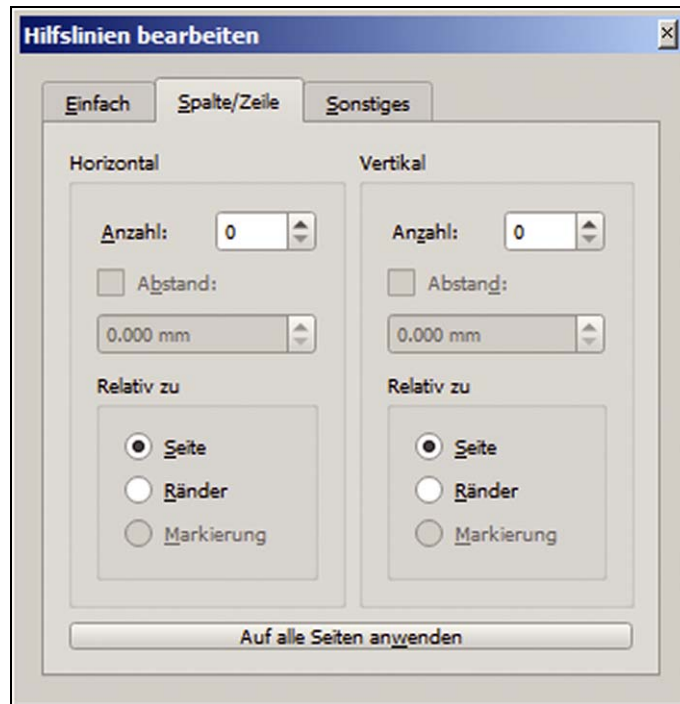 Hilfslinien bearbeiten
Einfach Spalte/Zeile Sonstiges
Horizontal
Anzahl: 0
Abstand:
0.000 mm
Relativ zu
Seite
Ränder
Markierung
Vertikal
Anzahl: 0
Abstand:
0.000 mm
Relativ zu
Seite
Ränder
Markierung
Auf alle Seiten anwenden